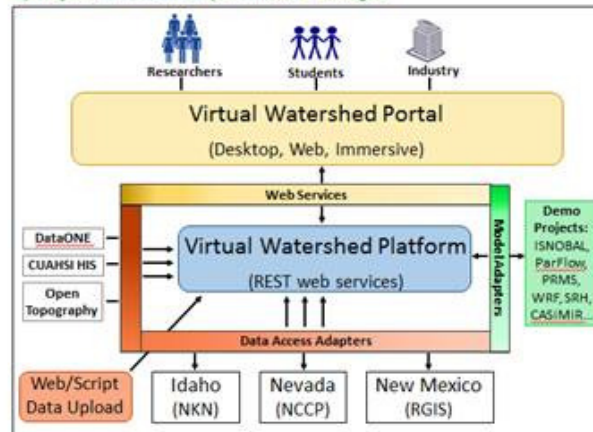 Researchers
Students
Industry
Virtual Watershed Portal
(Desktop, Web, Immersive)
Web Services
DataONE
CUAHSI HIS
Open
Topography
Virtual Watershed Platform
(REST web services)
Model Adapters
Demo
Projects:
ISNOBAL,
ParFlow,
PRMS,
WRF, SRH,
CASiMIR...
Data Access Adapters
Web/Script
Data Upload
Idaho
(NKN)
Nevada
(NCCP)
New Mexico
(RGIS)